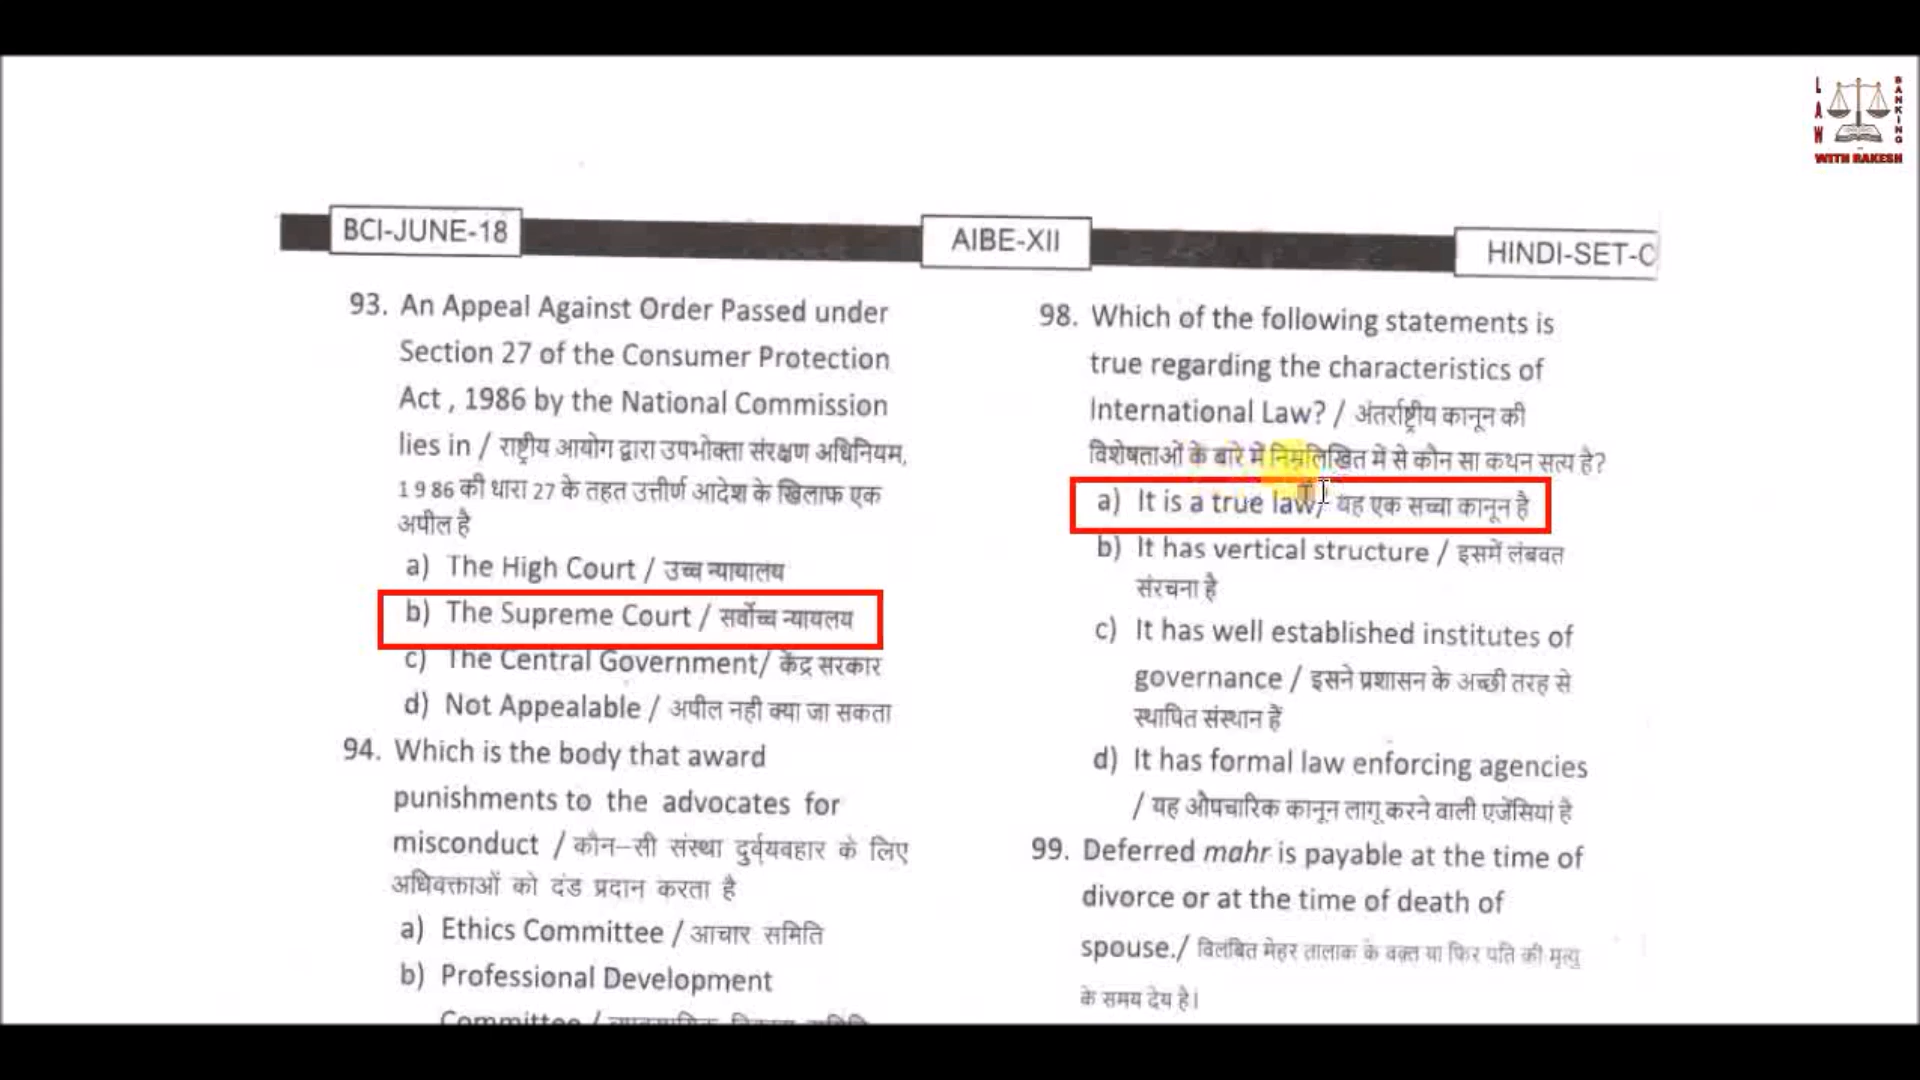 LAW
BANKING
WITH RAKESH
BCI-JUNE-18
AIBE-XII
HINDI-SET-C
93. An Appeal Against Order Passed under
Section 27 of the Consumer Protection
Act , 1986 by the National Commission
lies in / राष्ट्रीय आयोग द्वारा उपभोक्ता संरक्षण अधिनियम,
1986 की धारा 27 के तहत उत्तीर्ण आदेश के खिलाफ एक
अपील है
a) The High Court / उच्च न्यायालय
b) The Supreme Court / सर्वोच्च न्यायलय
c) The Central Government/ केंद्र सरकार
d) Not Appealable / अपील नही क्या जा सकता
94. Which is the body that award
punishments to the advocates for
misconduct / कौन–सी संस्था दुर्व्यवहार के लिए
अधिवक्ताओं को दंड प्रदान करता है
a) Ethics Committee / आचार समिति
b) Professional Development
Committee /
98. Which of the following statements is
true regarding the characteristics of
International Law? / अंतर्राष्ट्रीय कानून की
विशेषताओं के बारे में निम्नलिखित में से कौन सा कथन सत्य है?
a) It is a true law/ यह एक सच्चा कानून है
b) It has vertical structure / इसमें लंबवत
संरचना है
c) It has well established institutes of
governance / इसने प्रशासन के अच्छी तरह से
स्थापित संस्थान हैं
d) It has formal law enforcing agencies
/ यह औपचारिक कानून लागू करने वाली एजेंसियां है
99. Deferred mahr is payable at the time of
divorce or at the time of death of
spouse./ विलंबित मेहर तालाक के वक़्त या फिर पति की मृत्यु
के समय देय है।